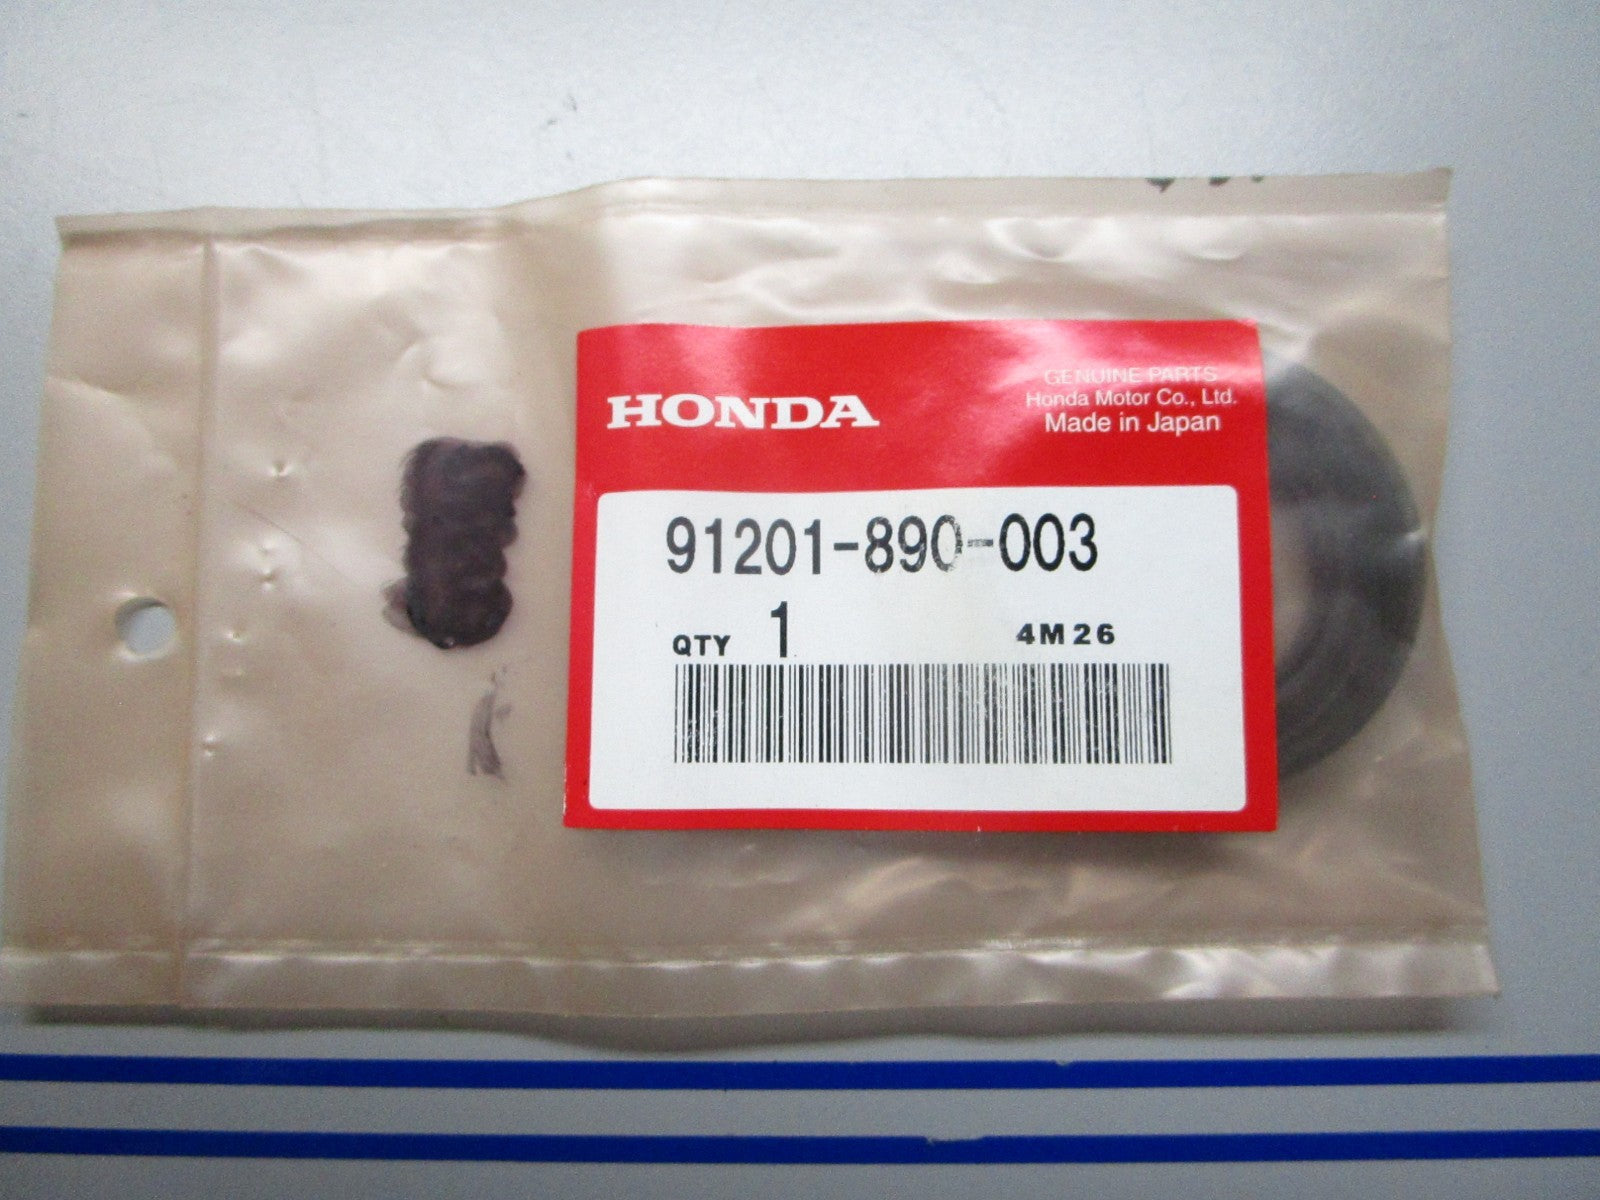 HONDA
GENUINE PARTS
Honda Motor Co., Ltd.
Made in Japan
91201-890-003
QTY 1 4M26